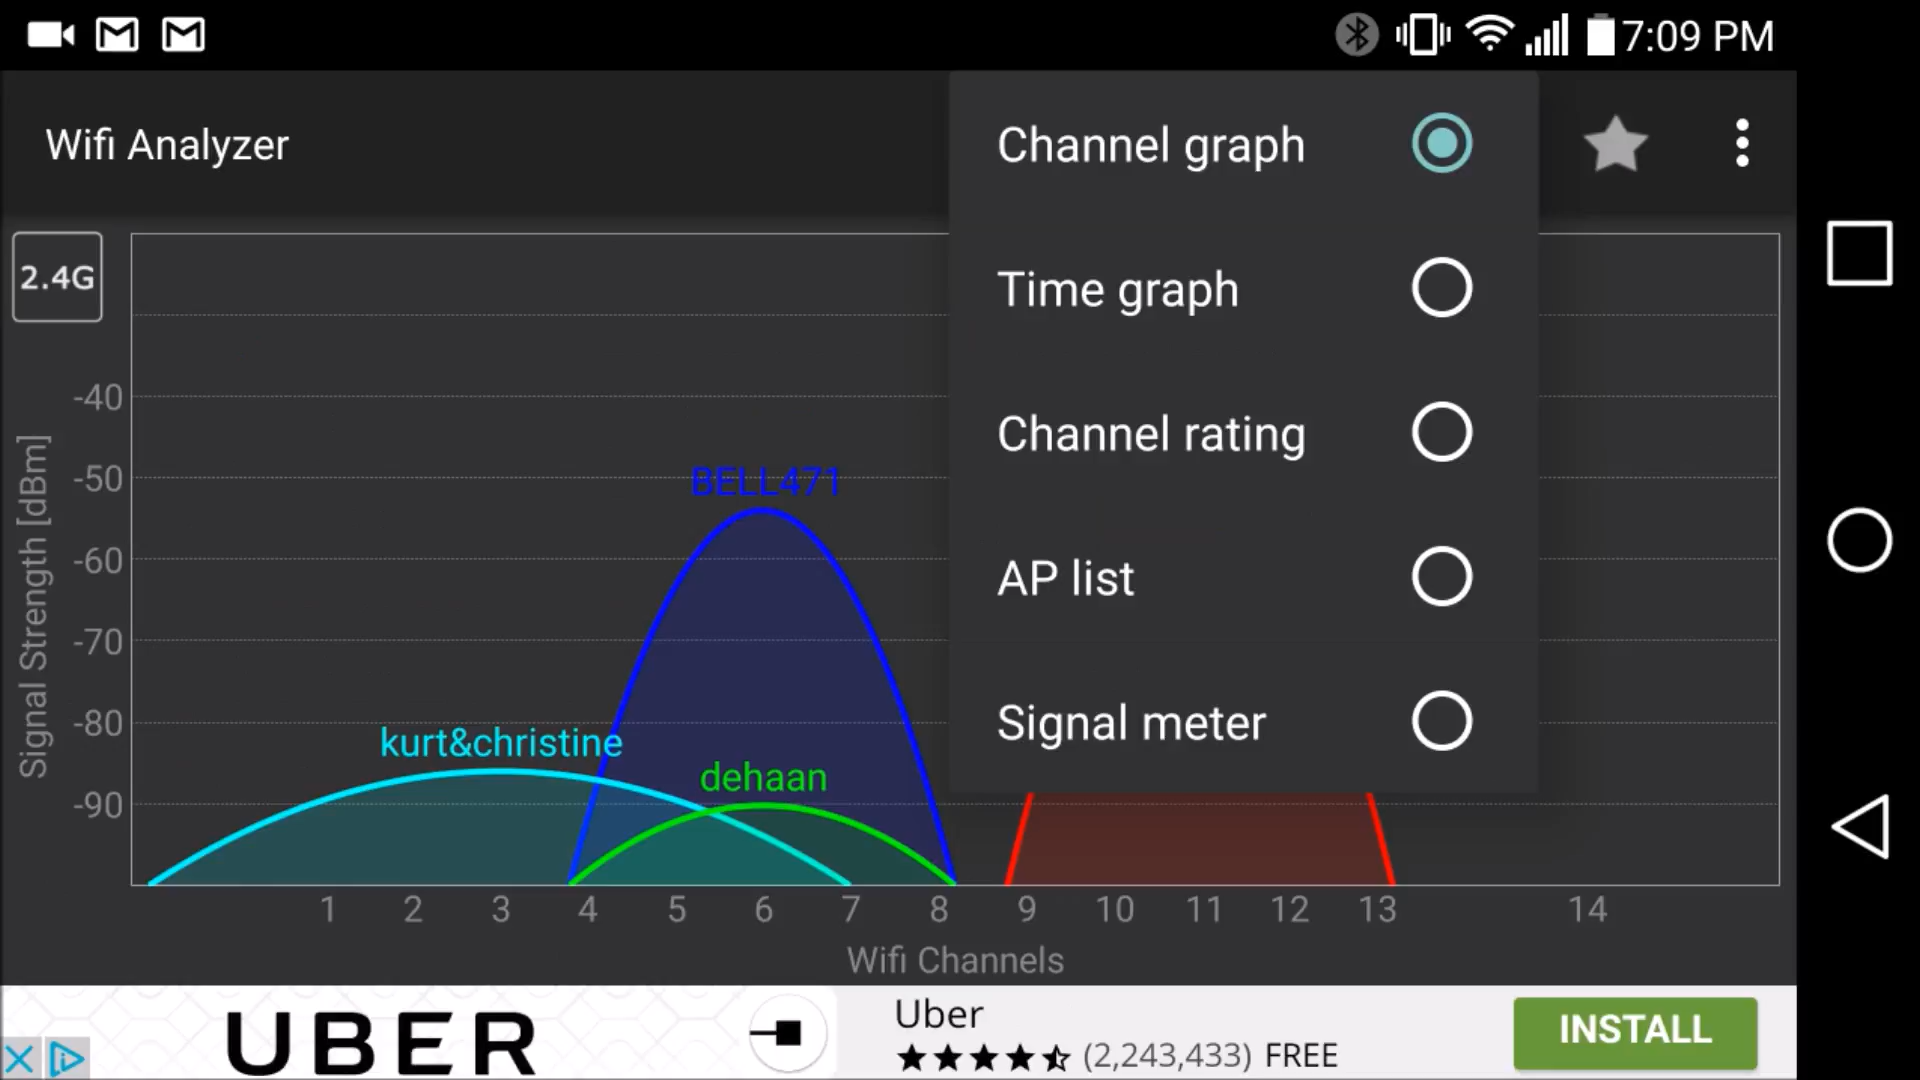 7:09 PM
Wifi Analyzer
Channel graph
Time graph
Channel rating
AP list
Signal meter
2.4G
Signal Strength [dBm]
-40
-50
-60
-70
-80
-90
BELL471
kurt&christine
dehaan
1 2 3 4 5 6 7 8 9 10 11 12 13 14
Wifi Channels
UBER
Uber
(2,243,433) FREE
INSTALL